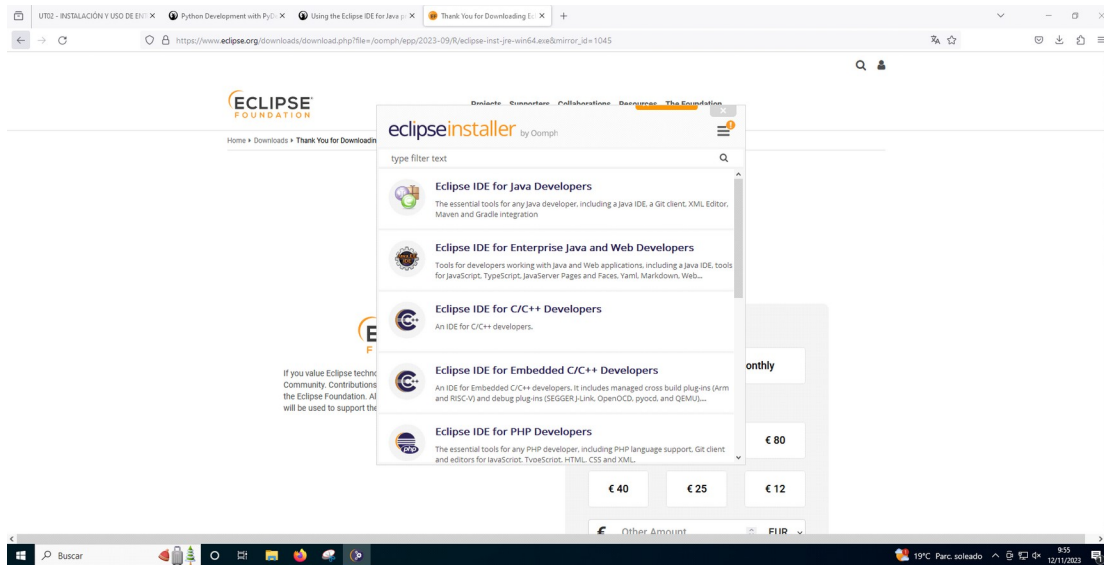 UT02 - INSTALACIÓN Y USO DE ENT
Python Development with PyD
Using the Eclipse IDE for Java p
Thank You for Downloading Ec
https://www.eclipse.org/downloads/download.php?file=/oomph/epp/2023-09/R/eclipse-inst-jre-win64.exe&mirror_id=1045
ECLIPSE
FOUNDATION
Projects Supporters Collaborations Resources The Foundation
Home Downloads Thank You for Downloadin
eclipseinstaller by Oomph
type filter text
Eclipse IDE for Java Developers
The essential tools for any Java developer, including a Java IDE, a Git client, XML Editor,
Maven and Gradle integration
Eclipse IDE for Enterprise Java and Web Developers
Tools for developers working with Java and Web applications, including a Java IDE, tools
for JavaScript, TypeScript, JavaServer Pages and Faces, Yaml, Markdown, Web...
Eclipse IDE for C/C++ Developers
An IDE for C/C++ developers.
Eclipse IDE for Embedded C/C++ Developers
An IDE for Embedded C/C++ developers. It includes managed cross build plug-ins (Arm
and RISC-V) and debug plug-ins (SEGGER J-Link, OpenOCD, pyocd, and QEMU)....
Eclipse IDE for PHP Developers
The essential tools for any PHP developer, including PHP language support, Git client
and editors for JavaScript, TypeScript, HTML, CSS and XML.
E
F
If you value Eclipse techno
Community. Contributions
the Eclipse Foundation. Al
will be used to support the
onthly
€ 80
€ 40
€ 25
€ 12
€ Other Amount EUR
Buscar
19°C Parc. soleado
9:55
12/11/2023